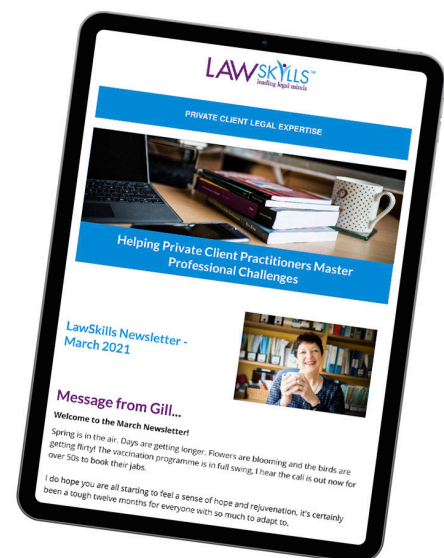 LAWSKILLS™
leading legal minds
PRIVATE CLIENT LEGAL EXPERTISE
Helping Private Client Practitioners Master
Professional Challenges
LawSkills Newsletter -
March 2021
Message from Gill...
Welcome to the March Newsletter!
Spring is in the air. Days are getting longer. Flowers are blooming and the birds are
getting flirty! The vaccination programme is in full swing, I hear the call is out now for
over 50s to book their jabs.
I do hope you are all starting to feel a sense of hope and rejuvenation, it's certainly
been a tough twelve months for everyone with so much to adapt to.